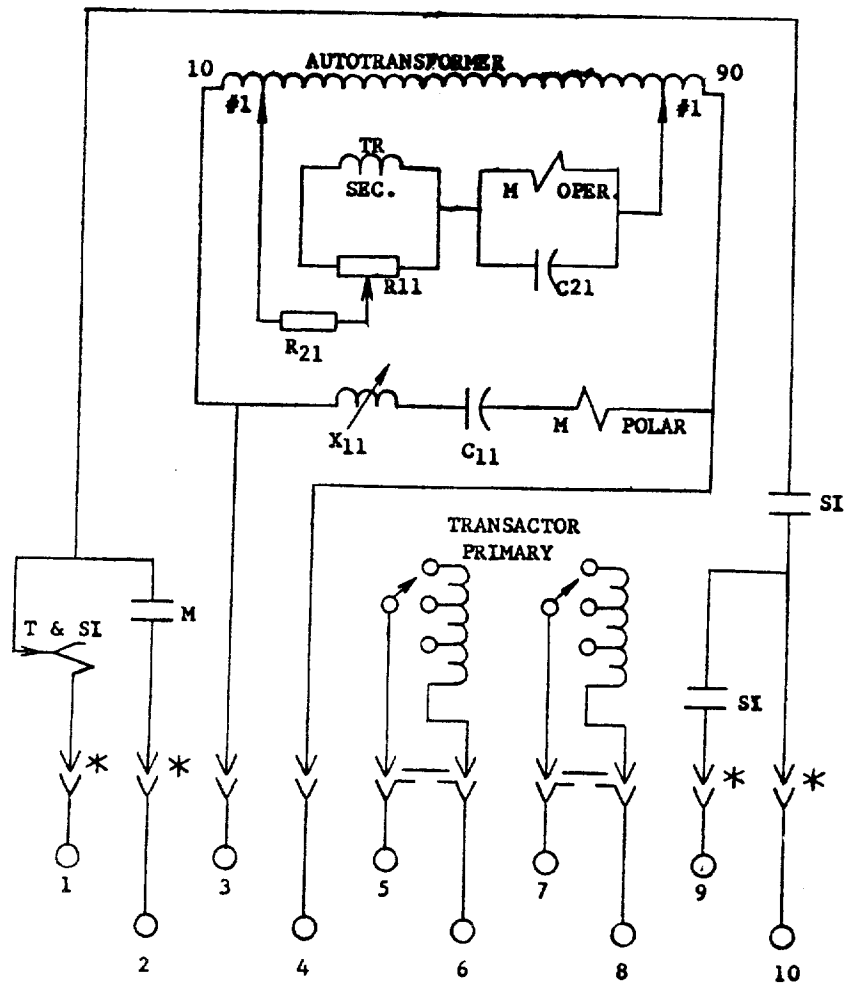 AUTOTRANSFORMER
10
90
#1
#1
TR
SEC.
M OPER.
R11
C21
R21
X11
C11
M POLAR
SI
TRANSACTOR
PRIMARY
T & SI
M
SI
*
*
*
*
1
3
5
7
9
2
4
6
8
10